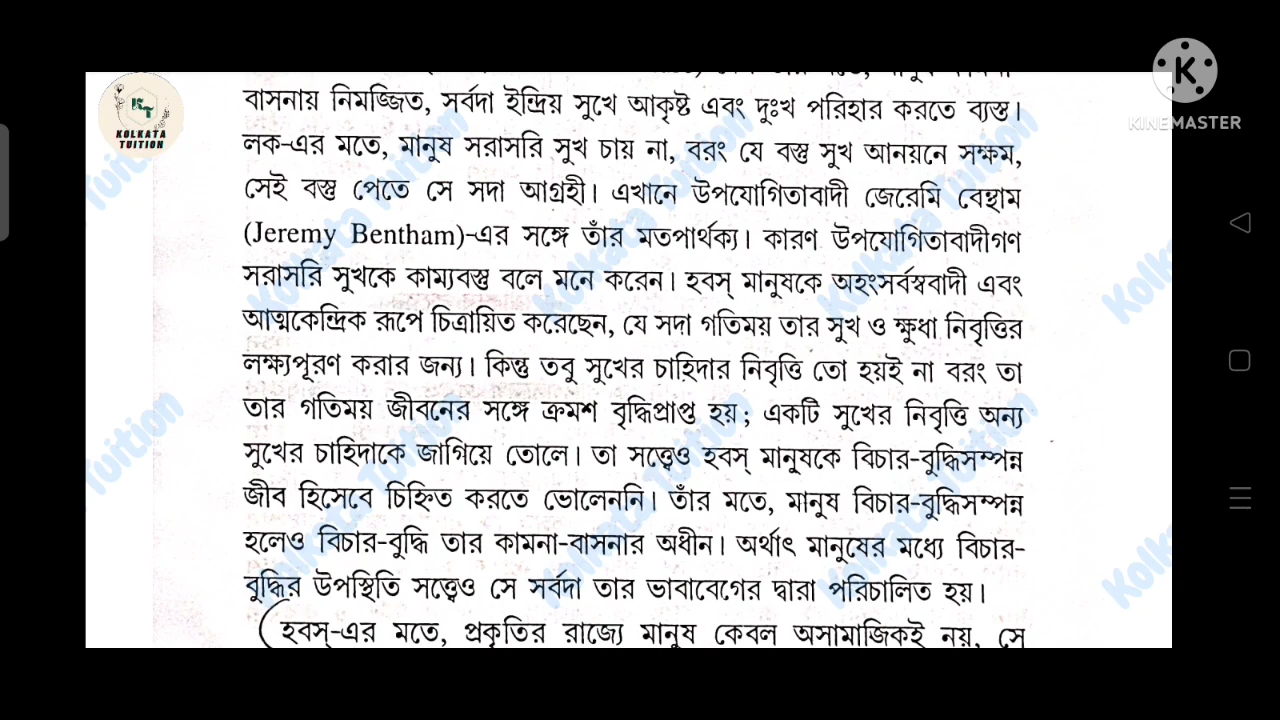 বাসনায় নিমজ্জিত, সর্বদা ইন্দ্রিয় সুখে আকৃষ্ট এবং দুঃখ পরিহার করতে ব্যস্ত।
লক-এর মতে, মানুষ সরাসরি সুখ চায় না, বরং যে বস্তু সুখ আনয়নে সক্ষম,
সেই বস্তু পেতে সে সদা আগ্রহী। এখানে উপযোগিতাবাদী জেরেমি বেন্থাম
(Jeremy Bentham)-এর সঙ্গে তাঁর মতপার্থক্য। কারণ উপযোগিতাবাদীগণ
সরাসরি সুখকে কাম্যবস্তু বলে মনে করেন। হবস্ মানুষকে অহংসর্বস্ববাদী এবং
আত্মকেন্দ্রিক রূপে চিত্রায়িত করেছেন, যে সদা গতিময় তার সুখ ও ক্ষুধা নিবৃত্তির
লক্ষ্যপূরণ করার জন্য। কিন্তু তবু সুখের চাহিদার নিবৃত্তি তো হয়ই না বরং তা
তার গতিময় জীবনের সঙ্গে ক্রমশ বৃদ্ধিপ্রাপ্ত হয়; একটি সুখের নিবৃত্তি অন্য
সুখের চাহিদাকে জাগিয়ে তোলে। তা সত্ত্বেও হবস্ মানুষকে বিচার-বুদ্ধিসম্পন্ন
জীব হিসেবে চিহ্নিত করতে ভোলেননি। তাঁর মতে, মানুষ বিচার-বুদ্ধিসম্পন্ন
হলেও বিচার-বুদ্ধি তার কামনা-বাসনার অধীন। অর্থাৎ মানুষের মধ্যে বিচার-
বুদ্ধির উপস্থিতি সত্ত্বেও সে সর্বদা তার ভাবাবেগের দ্বারা পরিচালিত হয়।
(হবস্-এর মতে, প্রকৃতির রাজ্যে মানুষ কেবল অসামাজিকই নয়, সে
KT
KOLKATA
TUITION
K
KINEMASTER
Kolkata Tuition